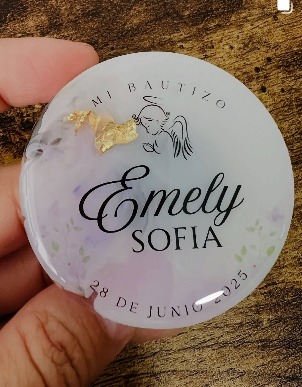 MI BAUTIZO
Emely
SOFIA
28 DE JUNIO 2025